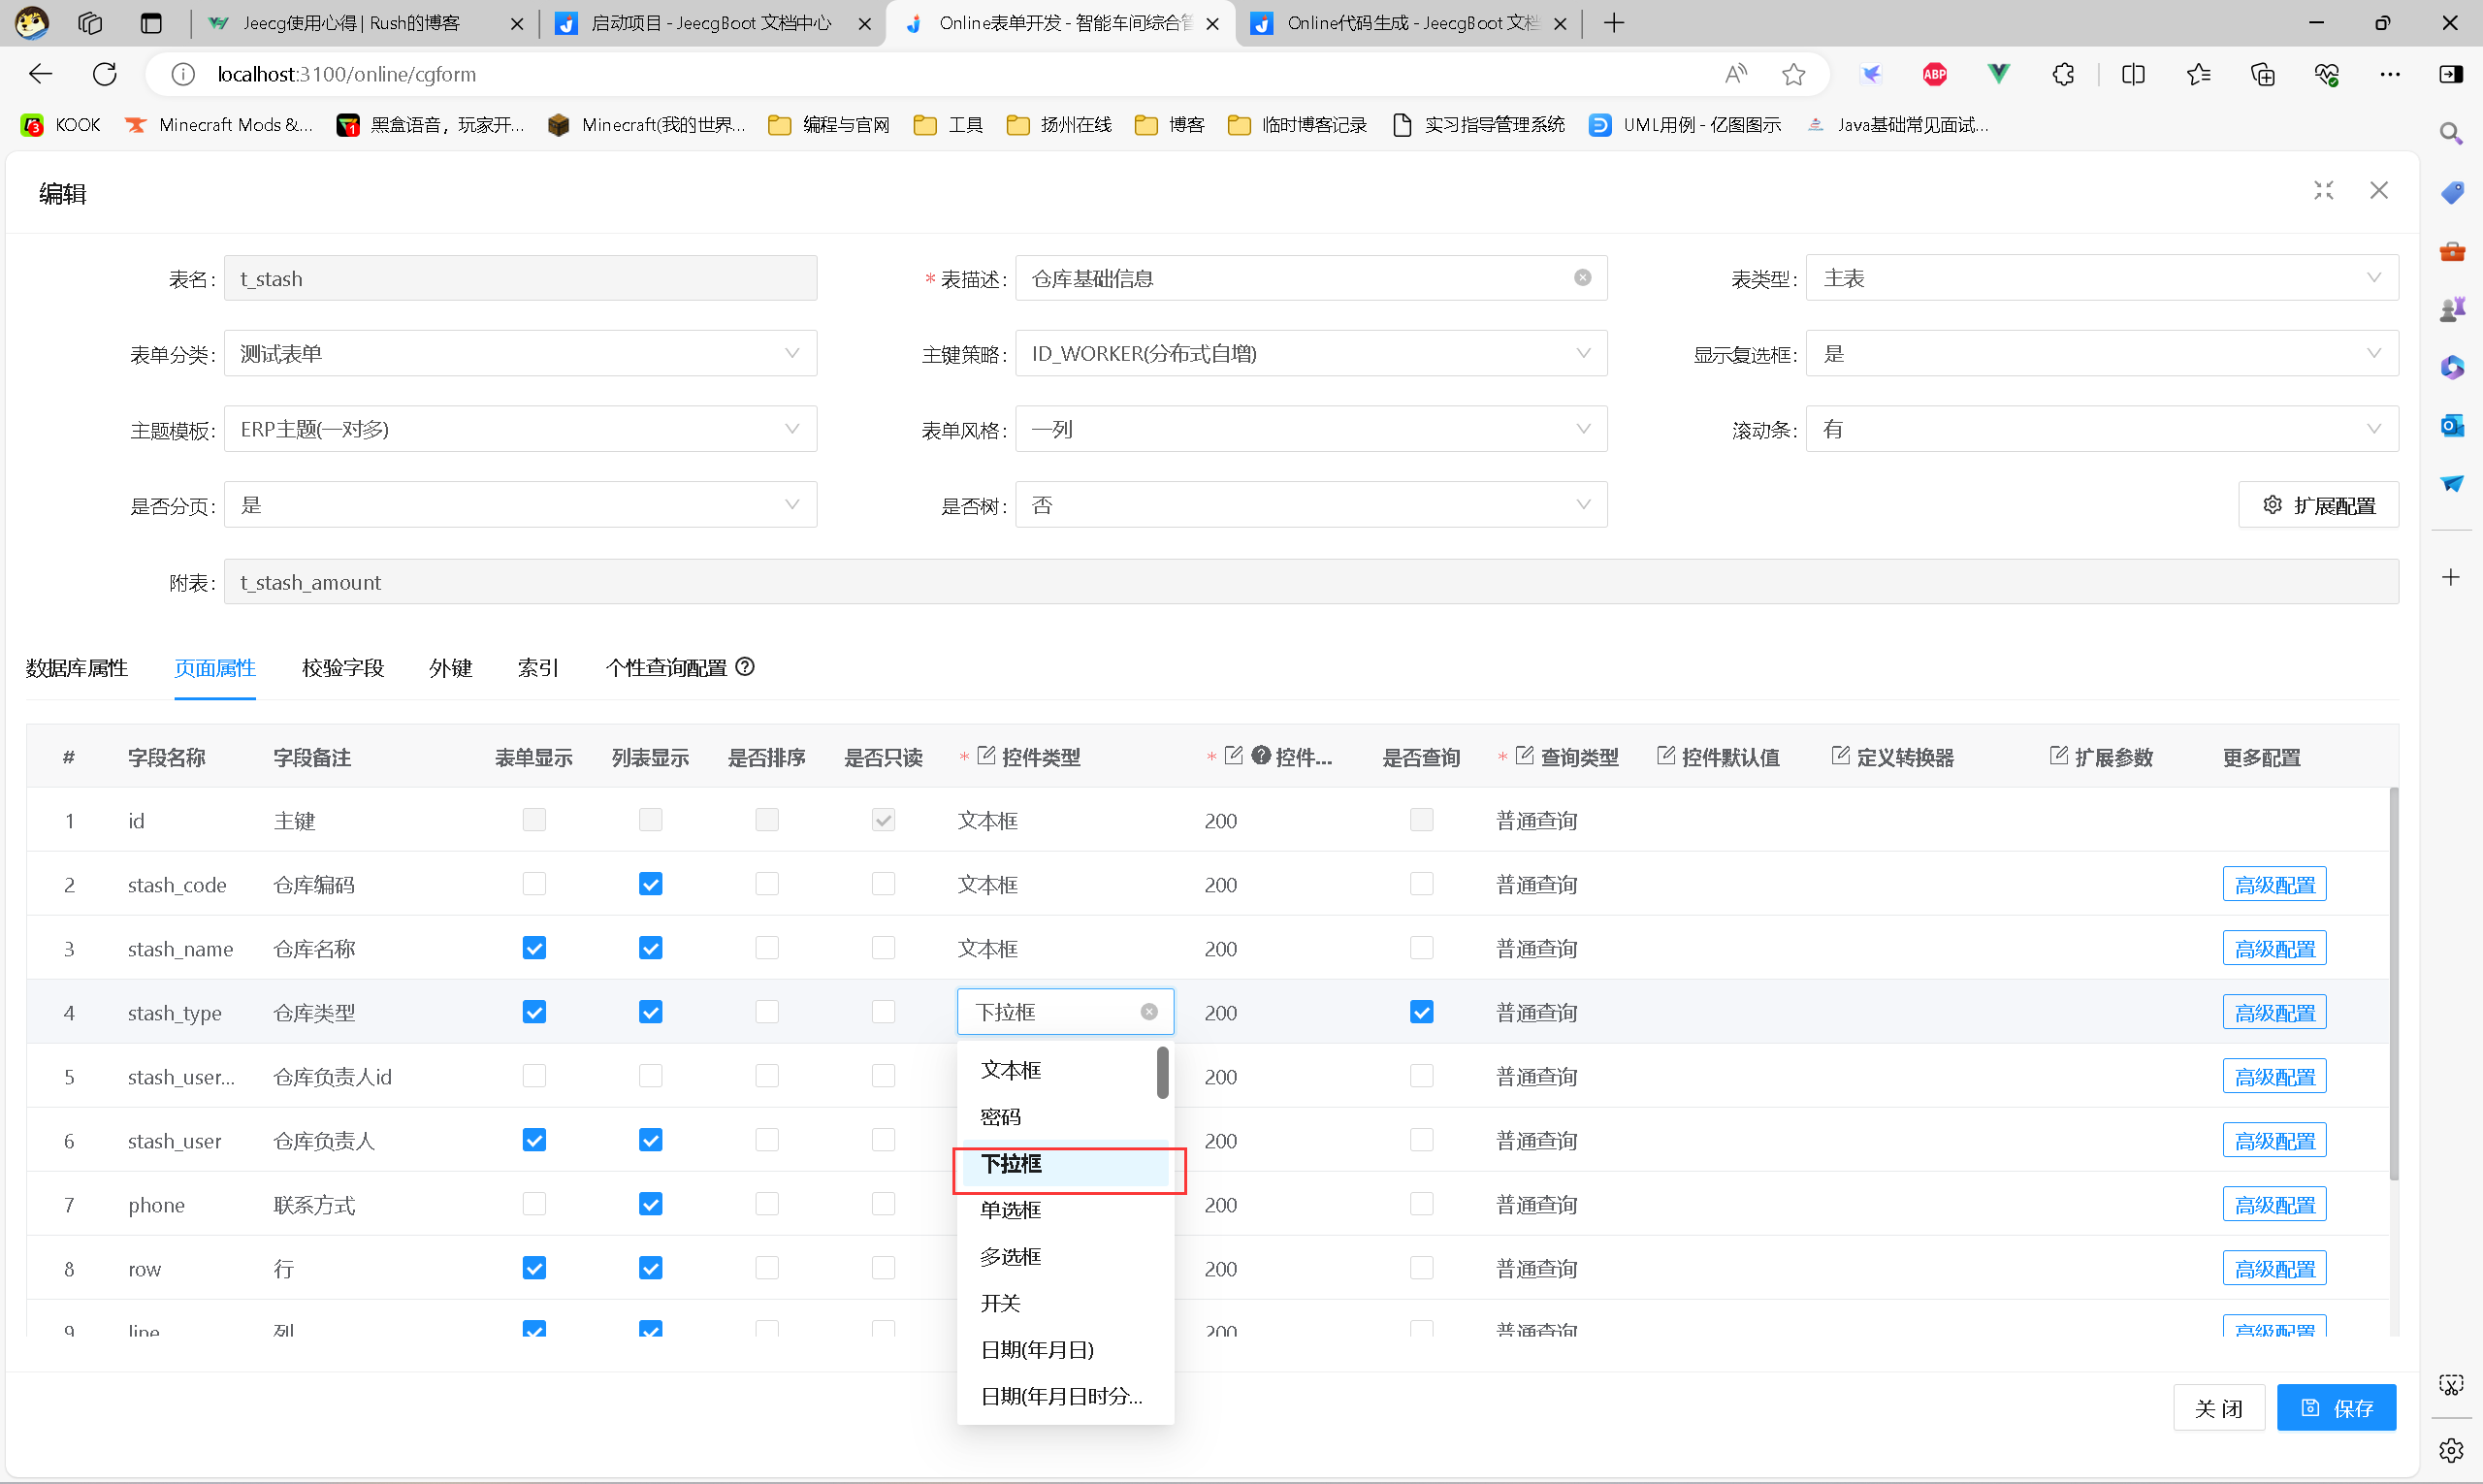 Jeecg使用心得 | Rush的博客
启动项目 - JeecgBoot 文档中心
Online表单开发 - 智能车间综合管
Online代码生成 - JeecgBoot 文档
localhost:3100/online/cgform
ABP
KOOK
Minecraft Mods &...
黑盒语音，玩家开...
Minecraft(我的世界...
编程与官网
工具
扬州在线
博客
临时博客记录
实习指导管理系统
UML用例 - 亿图图示
Java基础常见面试...
编辑
表名: t_stash
* 表描述: 仓库基础信息
表类型: 主表
表单分类: 测试表单
主键策略: ID_WORKER(分布式自增)
显示复选框: 是
主题模板: ERP主题(一对多)
表单风格: 一列
滚动条: 有
是否分页: 是
是否树: 否
扩展配置
附表: t_stash_amount
数据库属性 页面属性 校验字段 外键 索引 个性查询配置
# 字段名称 字段备注 表单显示 列表显示 是否排序 是否只读 * 控件类型 * 控件... 是否查询 * 查询类型 控件默认值 定义转换器 扩展参数 更多配置
1 id 主键 文本框 200 普通查询
2 stash_code 仓库编码 文本框 200 普通查询 高级配置
3 stash_name 仓库名称 文本框 200 普通查询 高级配置
4 stash_type 仓库类型 下拉框 200 普通查询 高级配置
5 stash_user... 仓库负责人id 200 普通查询 高级配置
6 stash_user 仓库负责人 200 普通查询 高级配置
7 phone 联系方式 200 普通查询 高级配置
8 row 行 200 普通查询 高级配置
9 line 列 200 普通查询 高级配置
文本框
密码
下拉框
单选框
多选框
开关
日期(年月日)
日期(年月日时分...
关 闭
保存